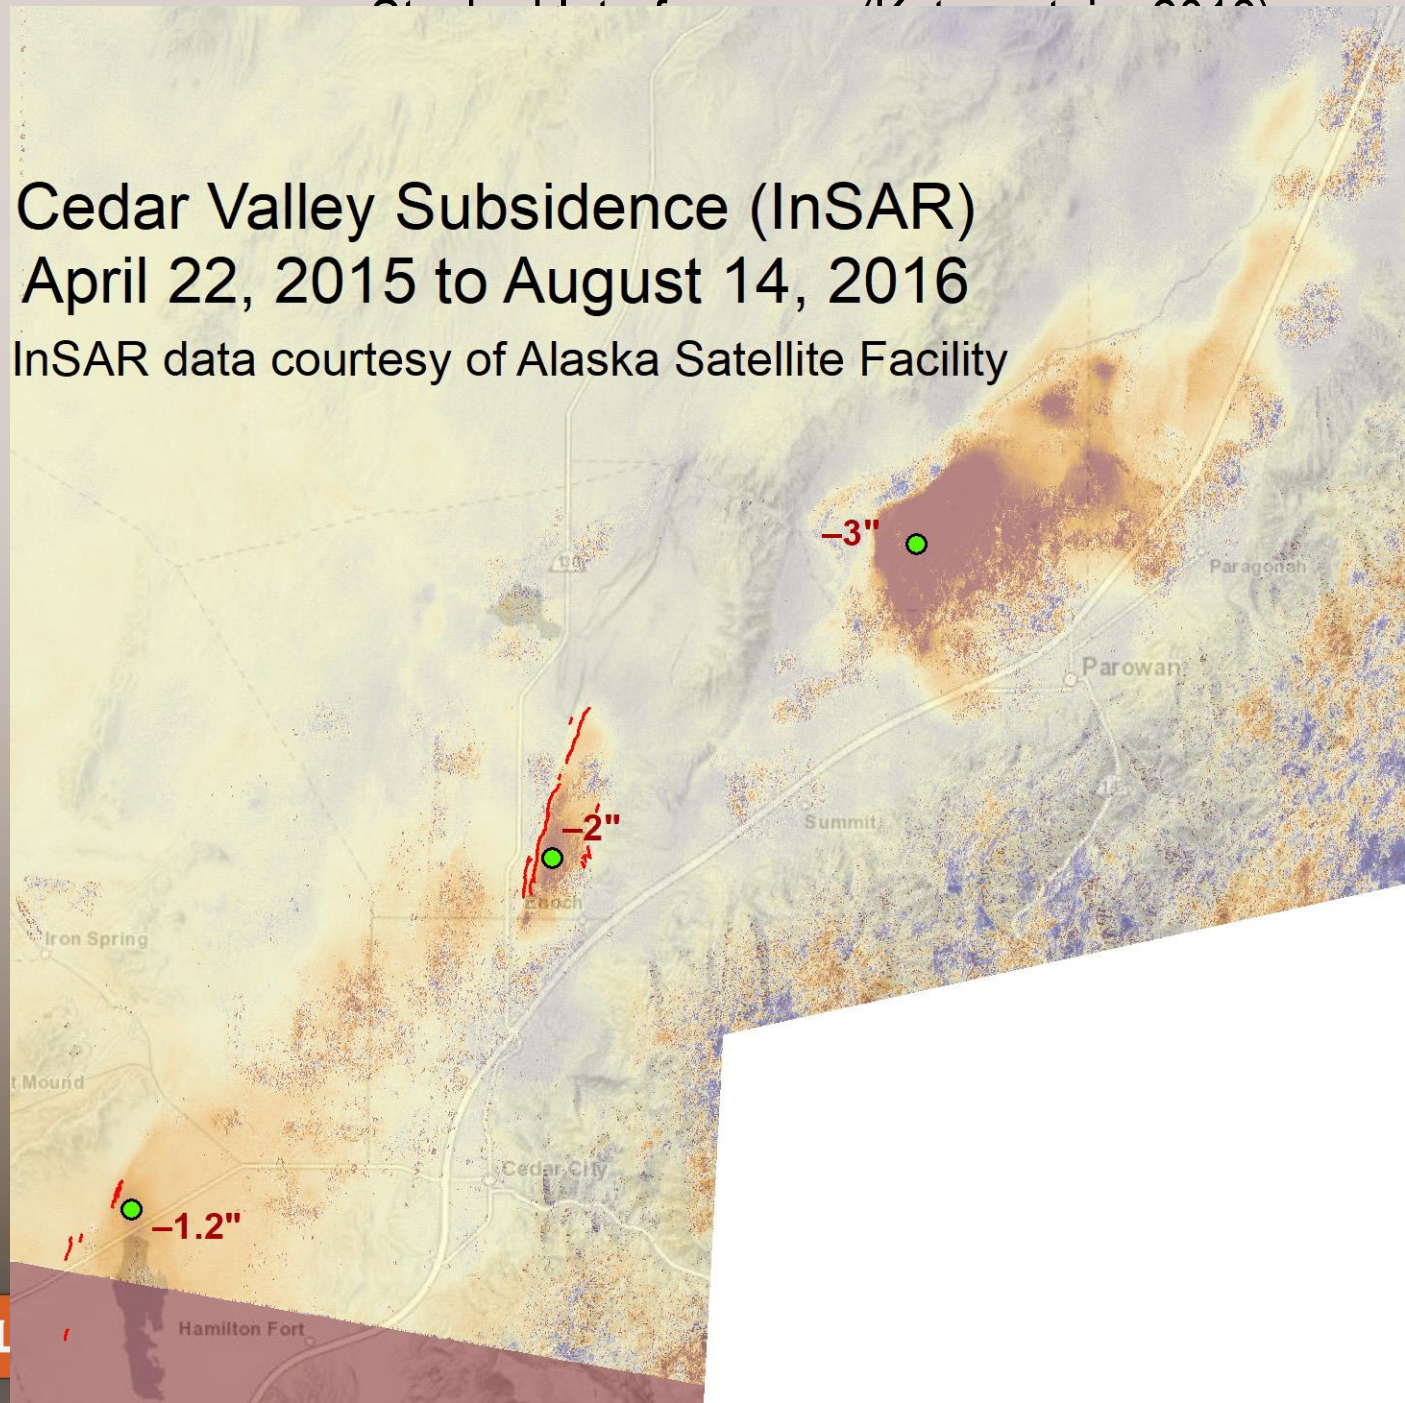 Cedar Valley Subsidence (InSAR)
April 22, 2015 to August 14, 2016
InSAR data courtesy of Alaska Satellite Facility
–3"
Paragonah
Parowan
–2"
Summit
Enoch
Iron Spring
t Mound
Cedar City
–1.2"
Hamilton Fort
L